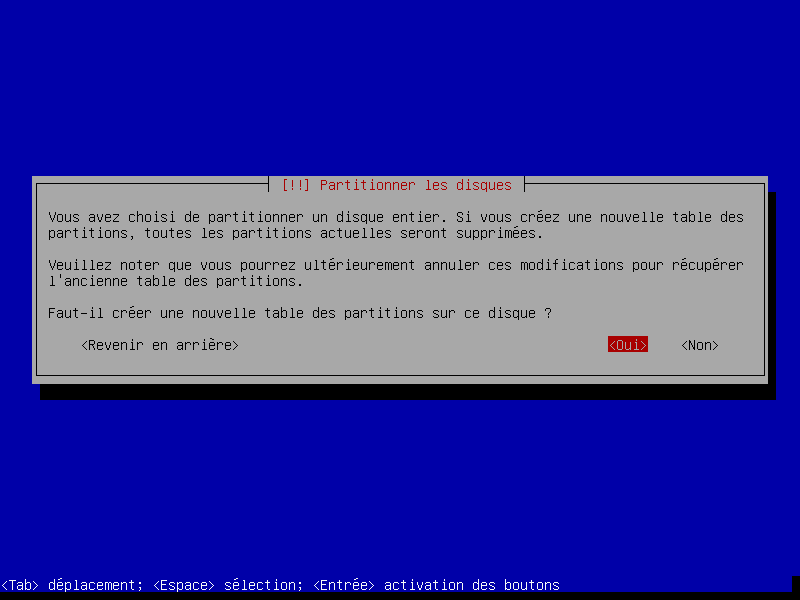 [!!] Partitionner les disques
Vous avez choisi de partitionner un disque entier. Si vous créez une nouvelle table des
partitions, toutes les partitions actuelles seront supprimées.
Veuillez noter que vous pourrez ultérieurement annuler ces modifications pour récupérer
l'ancienne table des partitions.
Faut-il créer une nouvelle table des partitions sur ce disque ?
<Revenir en arrière> <Oui> <Non>
<Tab> déplacement; <Espace> sélection; <Entrée> activation des boutons